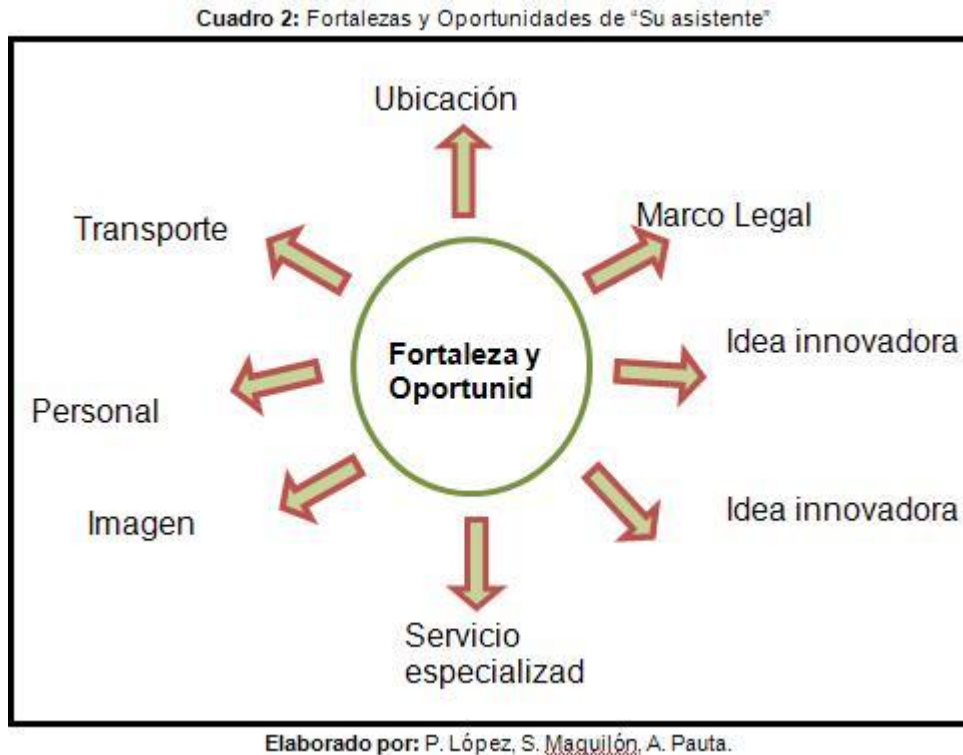 Cuadro 2: Fortalezas y Oportunidades de "Su asistente"
Ubicación
Marco Legal
Transporte
Idea innovadora
Fortaleza y
Oportunid
Personal
Idea innovadora
Imagen
Servicio
especializad
Elaborado por: P. López, S. Maquilón, A. Pauta.